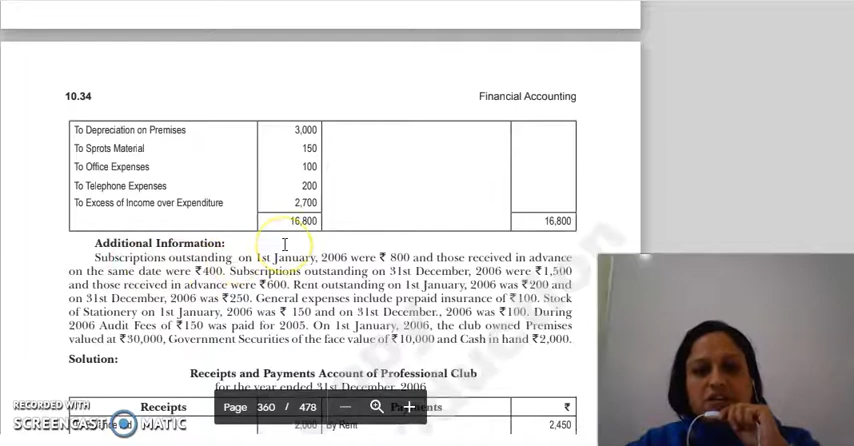 10.34 Financial Accounting
To Depreciation on Premises 3,000
To Sprots Material 150
To Office Expenses 100
To Telephone Expenses 200
To Excess of Income over Expenditure 2,700
16,800 16,800
Additional Information:
Subscriptions outstanding on 1st January, 2006 were ₹ 800 and those received in advance
on the same date were ₹400. Subscriptions outstanding on 31st December, 2006 were ₹1,500
and those received in advance were ₹600. Rent outstanding on 1st January, 2006 was ₹200 and
on 31st December, 2006 was ₹250. General expenses include prepaid insurance of ₹100. Stock
of Stationery on 1st January, 2006 was ₹ 150 and on 31st December., 2006 was ₹100. During
2006 Audit Fees of ₹150 was paid for 2005. On 1st January, 2006, the club owned Premises
valued at ₹30,000, Government Securities of the face value of ₹10,000 and Cash in hand ₹2,000.
Solution:
Receipts and Payments Account of Professional Club
for the year ended 31st December, 2006
Receipts Payments ₹
2,000 By Rent 2,450
Page 360 / 478
RECORDED WITH
SCREENCAST MATIC